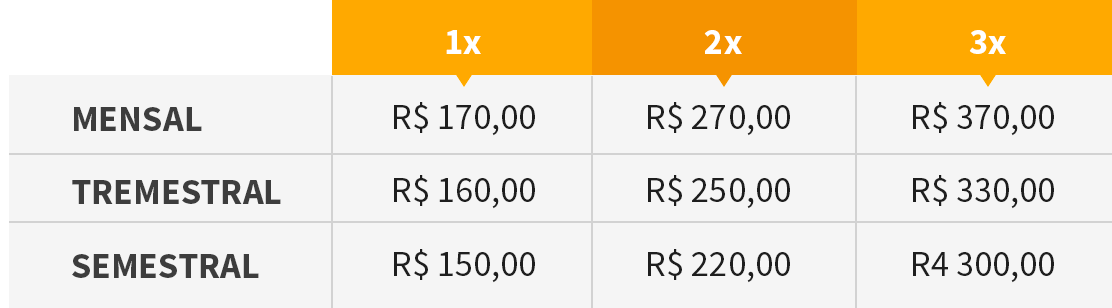 1x 2x 3x
MENSAL R$ 170,00 R$ 270,00 R$ 370,00
TREMESTRAL R$ 160,00 R$ 250,00 R$ 330,00
SEMESTRAL R$ 150,00 R$ 220,00 R4 300,00